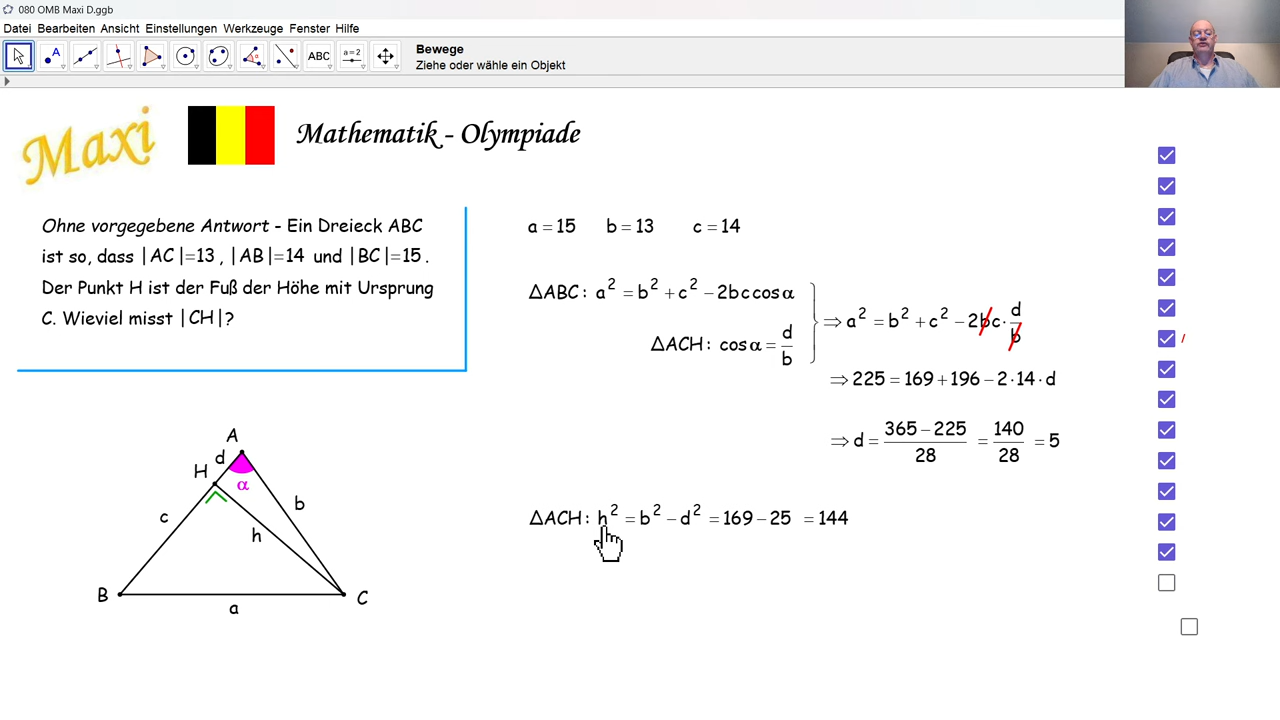 080 OMB Maxi D.ggb
Datei Bearbeiten Ansicht Einstellungen Werkzeuge Fenster Hilfe
A
ABC
a=2
Bewege
Ziehe oder wähle ein Objekt
Maxi
Mathematik - Olympiade
Ohne vorgegebene Antwort - Ein Dreieck ABC
ist so, dass |AC|=13, |AB|=14 und |BC|=15.
Der Punkt H ist der Fuß der Höhe mit Ursprung
C. Wieviel misst |CH|?
a = 15 b = 13 c = 14
ΔABC: a² = b² + c² − 2bc cos α
ΔACH: cos α = d/b
⇒ a² = b² + c² − 2bc · d/b
⇒ 225 = 169 + 196 − 2·14·d
⇒ d = (365 − 225)/28 = 140/28 = 5
ΔACH: h² = b² − d² = 169 − 25 = 144
A
d
H
α
c
b
h
B
C
a